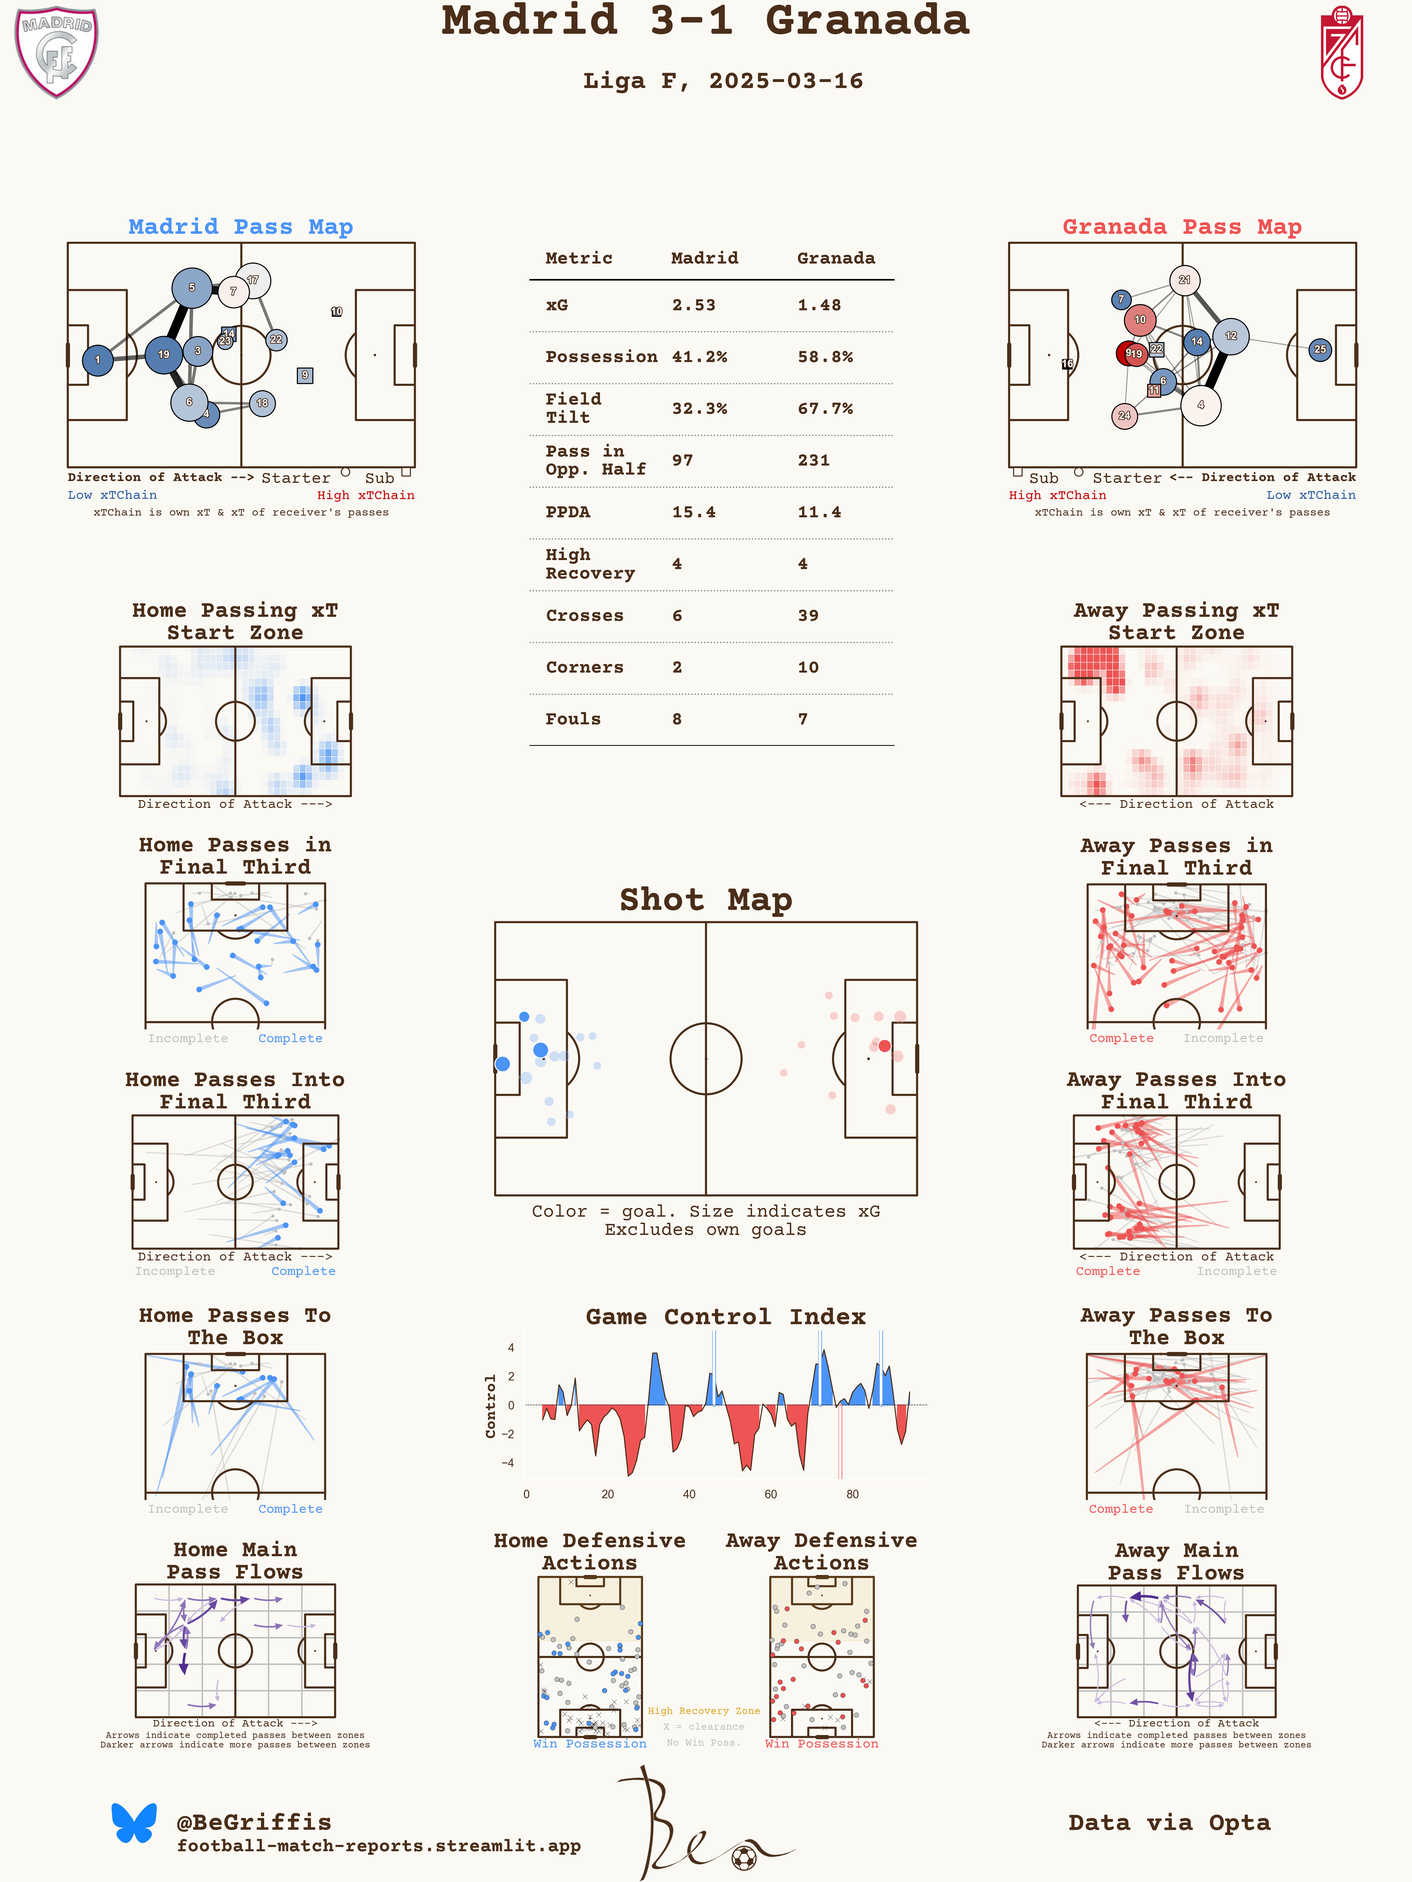 Madrid 3-1 Granada
MADRID
Liga F, 2025-03-16
Madrid Pass Map
5
17
7
10
14
23
22
19
3
1
9
6
4
18
Direction of Attack --> Starter Sub
Low xTChain High xTChain
xTChain is own xT & xT of receiver's passes
Metric Madrid Granada
xG 2.53 1.48
Possession 41.2% 58.8%
Field
Tilt 32.3% 67.7%
Pass in
Opp. Half 97 231
PPDA 15.4 11.4
High
Recovery 4 4
Crosses 6 39
Corners 2 10
Fouls 8 7
Granada Pass Map
21
7
10
12
14
9
19
22
25
16
6
11
4
24
Sub Starter <-- Direction of Attack
High xTChain Low xTChain
xTChain is own xT & xT of receiver's passes
Home Passing xT
Start Zone
Direction of Attack --->
Away Passing xT
Start Zone
<--- Direction of Attack
Home Passes in
Final Third
Incomplete Complete
Away Passes in
Final Third
Complete Incomplete
Shot Map
Color = goal. Size indicates xG
Excludes own goals
Home Passes Into
Final Third
Direction of Attack --->
Incomplete Complete
Away Passes Into
Final Third
<--- Direction of Attack
Complete Incomplete
Home Passes To
The Box
Incomplete Complete
Game Control Index
Control
4
2
0
−2
−4
0 20 40 60 80
Away Passes To
The Box
Complete Incomplete
Home Main
Pass Flows
Direction of Attack --->
Arrows indicate completed passes between zones
Darker arrows indicate more passes between zones
Home Defensive
Actions
Win Possession
High Recovery Zone
X = clearance
No Win Poss.
Away Defensive
Actions
Win Possession
Away Main
Pass Flows
<--- Direction of Attack
Arrows indicate completed passes between zones
Darker arrows indicate more passes between zones
@BeGriffis
football-match-reports.streamlit.app
Ben
Data via Opta